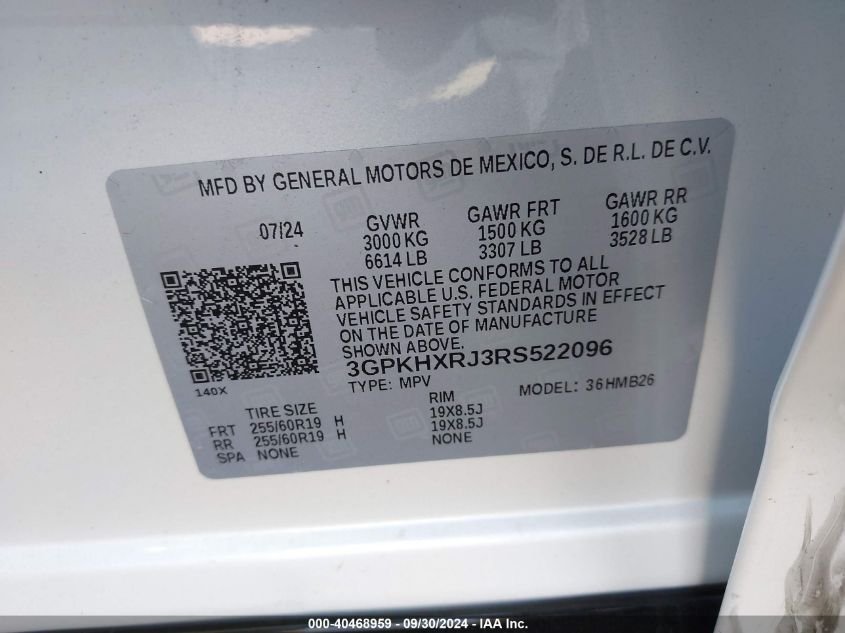 MFD BY GENERAL MOTORS DE MEXICO, S. DE R.L. DE C.V.
07/24 GVWR GAWR FRT GAWR RR
3000 KG 1500 KG 1600 KG
6614 LB 3307 LB 3528 LB
THIS VEHICLE CONFORMS TO ALL
APPLICABLE U.S. FEDERAL MOTOR
VEHICLE SAFETY STANDARDS IN EFFECT
ON THE DATE OF MANUFACTURE
SHOWN ABOVE.
3GPKHXRJ3RS522096
140X TYPE: MPV MODEL: 36HMB26
TIRE SIZE RIM
FRT 255/60R19 H 19X8.5J
RR 255/60R19 H 19X8.5J
SPA NONE NONE
000-40468959 - 09/30/2024 - IAA Inc.